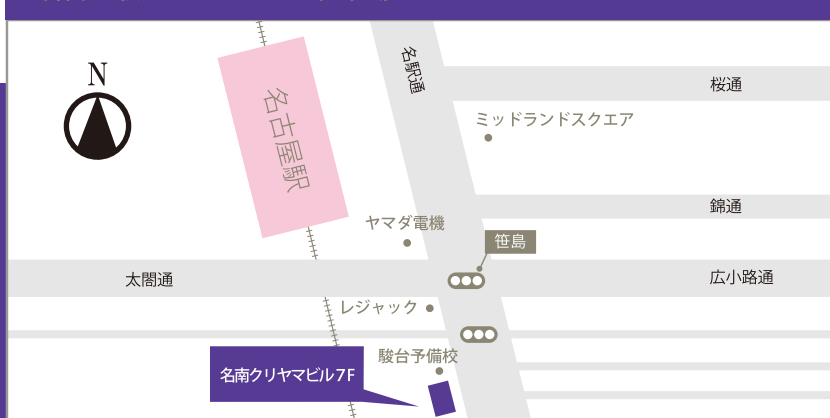 N
名古屋駅
名駅通
桜通
ミッドランドスクエア
錦通
ヤマダ電機
笹島
太閤通
広小路通
レジャック
駿台予備校
名南クリヤマビル7F